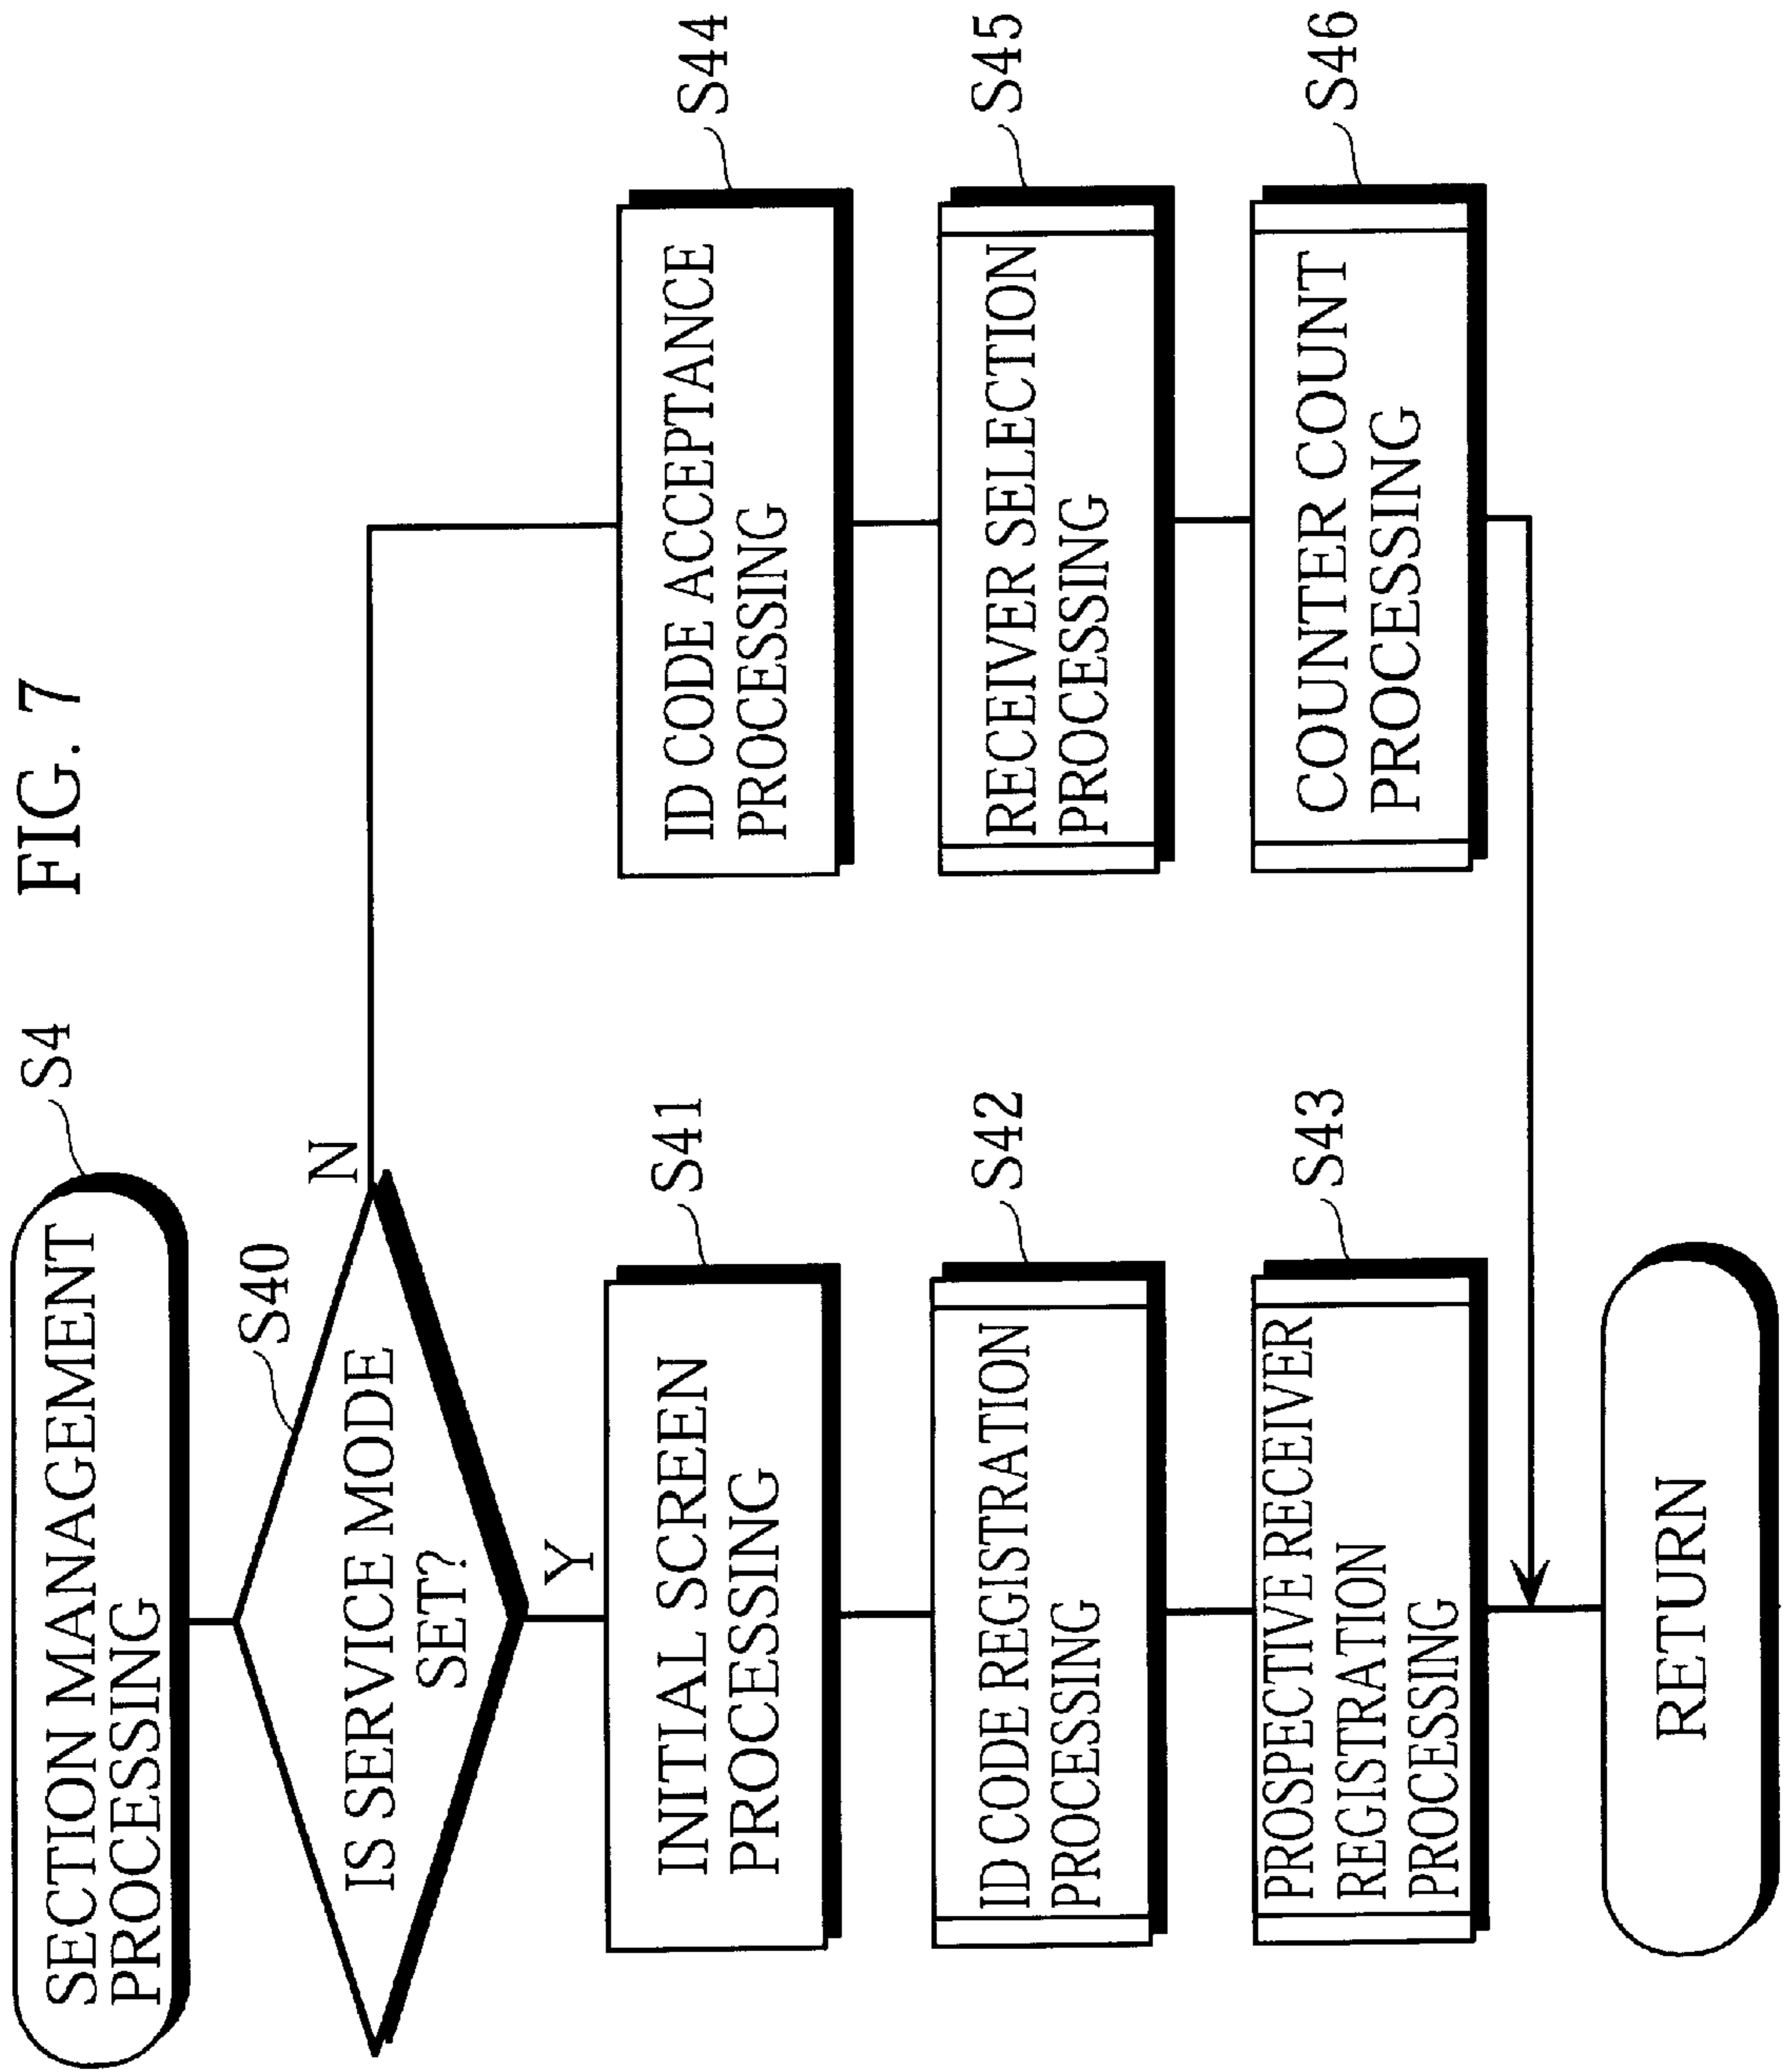 FIG. 7
SECTION MANAGEMENT
PROCESSING
S4
IS SERVICE MODE
SET?
S40
N
Y
INITIAL SCREEN
PROCESSING
S41
ID CODE REGISTRATION
PROCESSING
S42
PROSPECTIVE RECEIVER
REGISTRATION
PROCESSING
S43
ID CODE ACCEPTANCE
PROCESSING
S44
RECEIVER SELECTION
PROCESSING
S45
COUNTER COUNT
PROCESSING
S46
RETURN